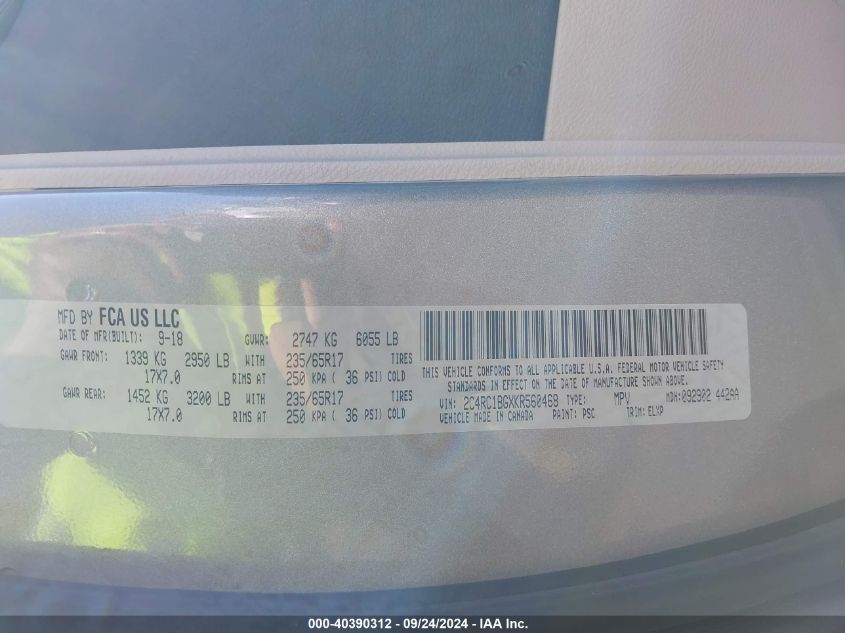 MFD BY FCA US LLC
DATE OF MFR(BUILT): 9-18 GVWR: 2747 KG 6055 LB
GAWR FRONT: 1339 KG 2950 LB WITH 235/65R17 TIRES
17X7.0 RIMS AT 250 KPA ( 36 PSI) COLD
GAWR REAR: 1452 KG 3200 LB WITH 235/65R17 TIRES
17X7.0 RIMS AT 250 KPA ( 36 PSI) COLD
THIS VEHICLE CONFORMS TO ALL APPLICABLE U.S.A. FEDERAL MOTOR VEHICLE SAFETY
STANDARDS IN EFFECT ON THE DATE OF MANUFACTURE SHOWN ABOVE.
VIN: 2C4RC1BGXKR560468 TYPE: MPV MDH:092902 442AA
VEHICLE MADE IN CANADA PAINT: PSC TRIM: ELXP
000-40390312 - 09/24/2024 - IAA Inc.